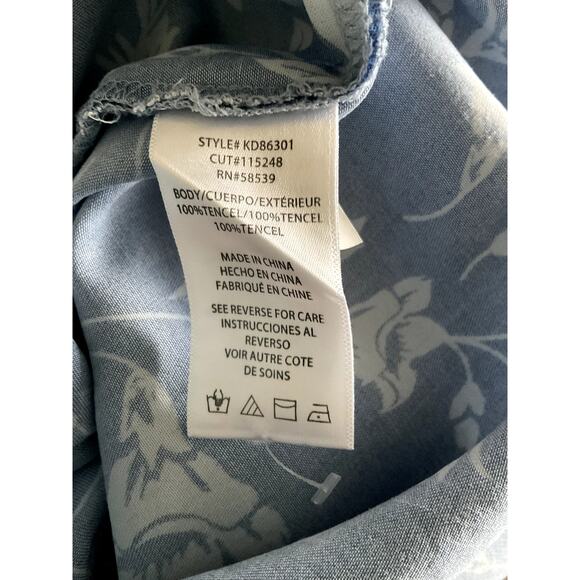 STYLE# KD86301
CUT#115248
RN#58539
BODY/CUERPO/EXTÉRIEUR
100%TENCEL/100%TENCEL
100%TENCEL
MADE IN CHINA
HECHO EN CHINA
FABRIQUÉ EN CHINE
SEE REVERSE FOR CARE
INSTRUCCIONES AL
REVERSO
VOIR AUTRE COTE
DE SOINS